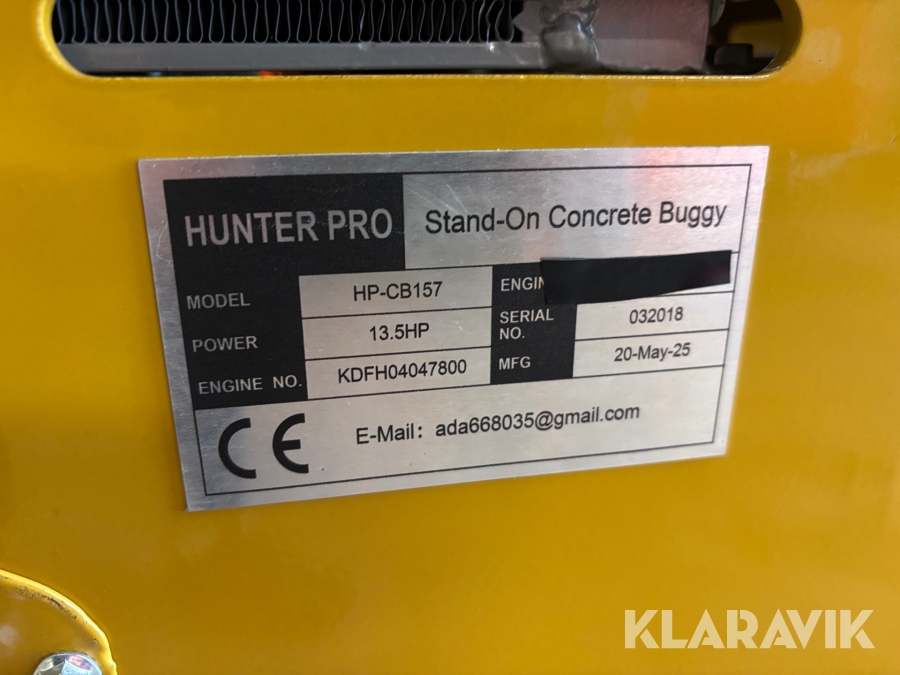 HUNTER PRO
Stand-On Concrete Buggy
MODEL HP-CB157
POWER 13.5HP
ENGINE NO. KDFH04047800
SERIAL NO. 032018
MFG 20-May-25
CE
E-Mail: ada668035@gmail.com
KLARAVIK